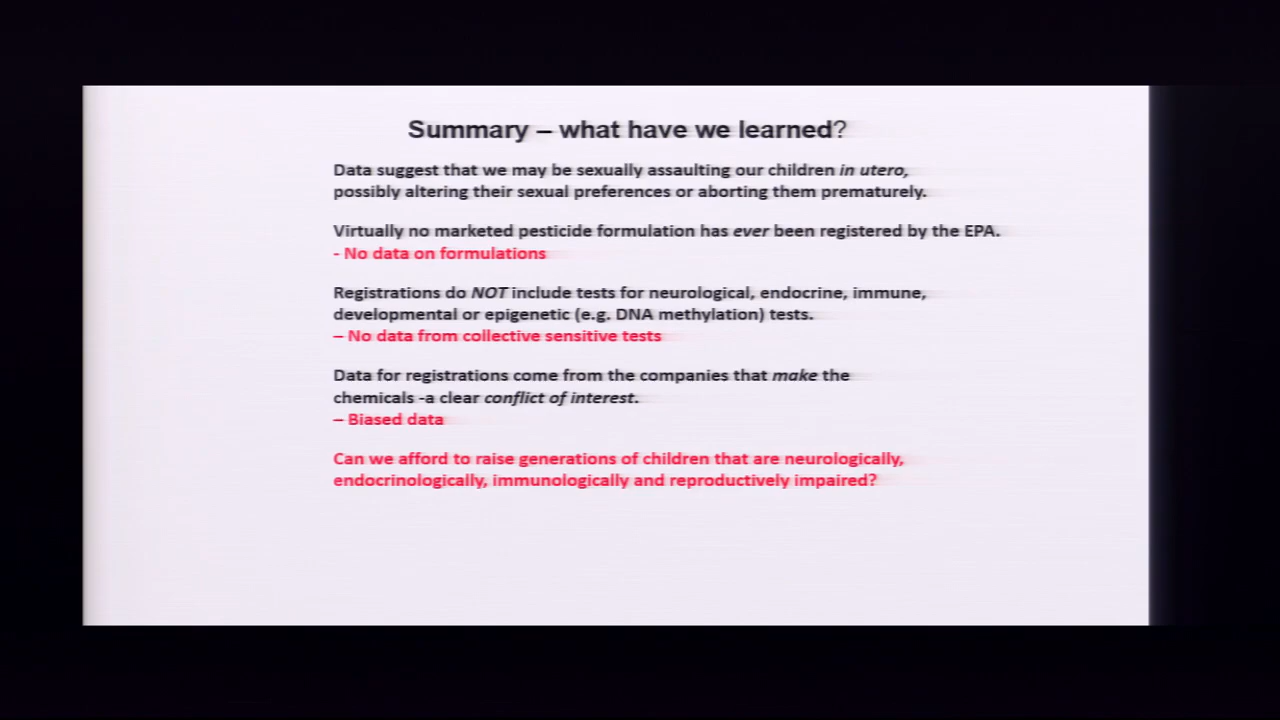 Summary – what have we learned?
Data suggest that we may be sexually assaulting our children in utero,
possibly altering their sexual preferences or aborting them prematurely.
Virtually no marketed pesticide formulation has ever been registered by the EPA.
- No data on formulations
Registrations do NOT include tests for neurological, endocrine, immune,
developmental or epigenetic (e.g. DNA methylation) tests.
– No data from collective sensitive tests
Data for registrations come from the companies that make the
chemicals -a clear conflict of interest.
– Biased data
Can we afford to raise generations of children that are neurologically,
endocrinologically, immunologically and reproductively impaired?